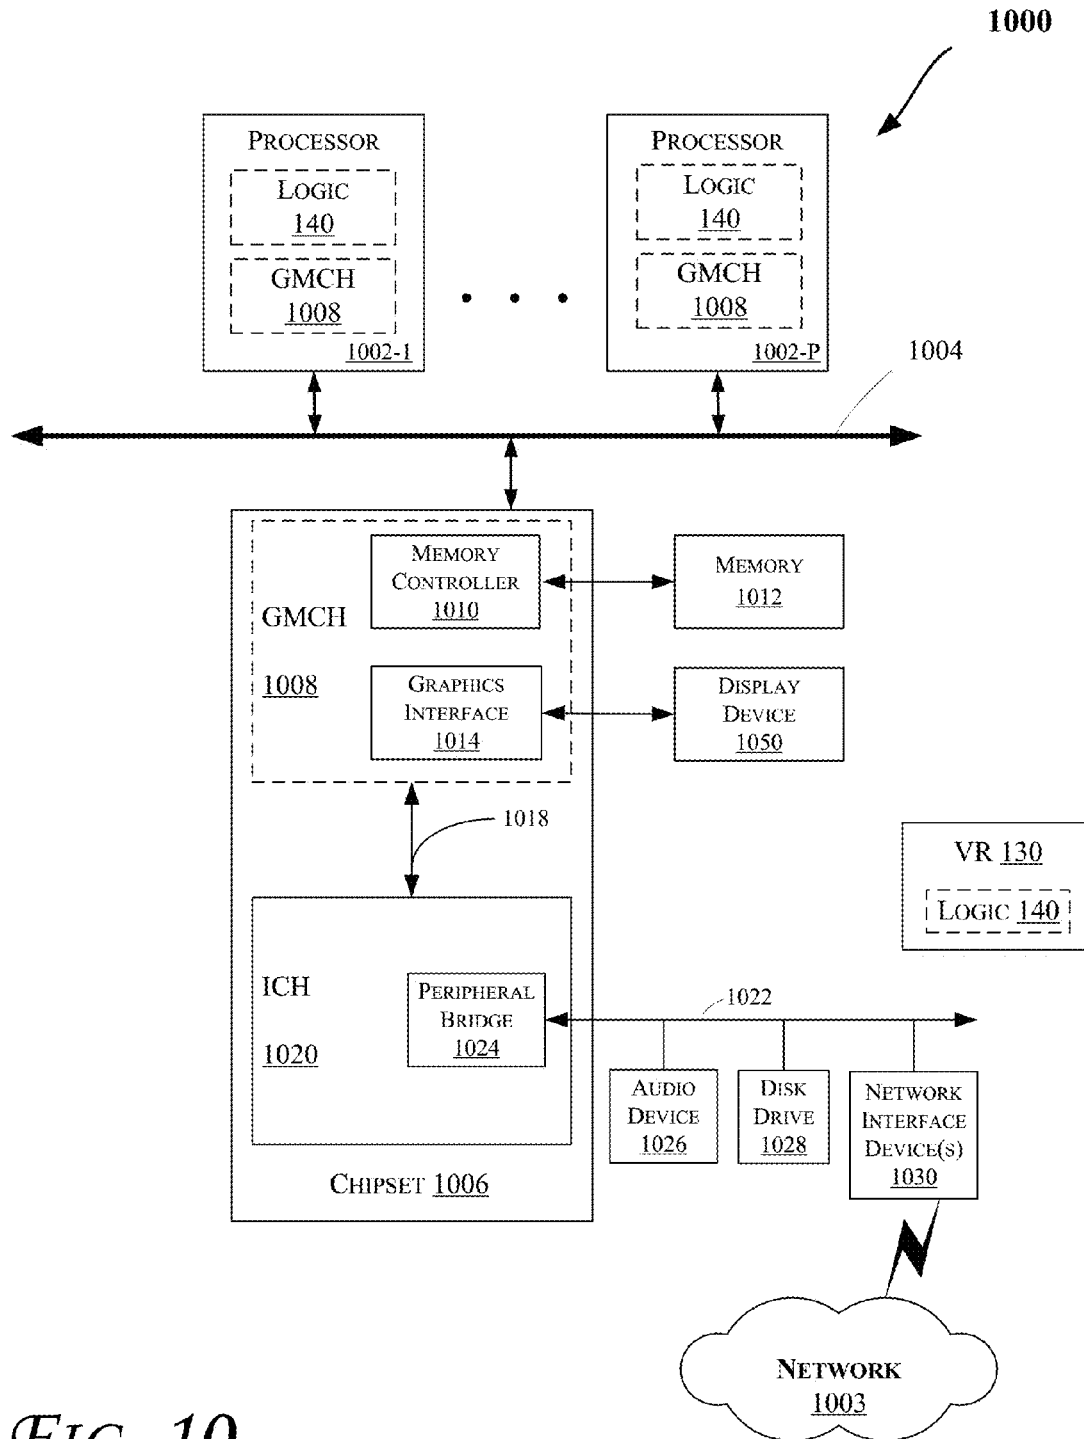 1000
PROCESSOR
LOGIC
140
GMCH
1008
1002-1
PROCESSOR
LOGIC
140
GMCH
1008
1002-P
1004
GMCH
1008
MEMORY
CONTROLLER
1010
MEMORY
1012
GRAPHICS
INTERFACE
1014
DISPLAY
DEVICE
1050
1018
VR 130
LOGIC 140
ICH
1020
PERIPHERAL
BRIDGE
1024
1022
AUDIO
DEVICE
1026
DISK
DRIVE
1028
NETWORK
INTERFACE
DEVICE(S)
1030
CHIPSET 1006
NETWORK
1003
FIG. 10